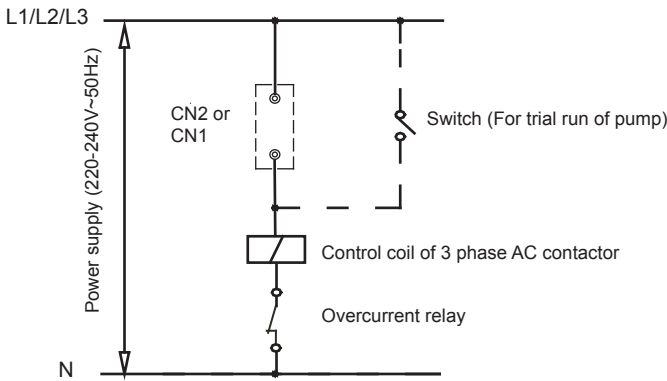 L1/L2/L3
Power supply (220-240V~50Hz)
CN2 or
CN1
Switch (For trial run of pump)
Control coil of 3 phase AC contactor
Overcurrent relay
N